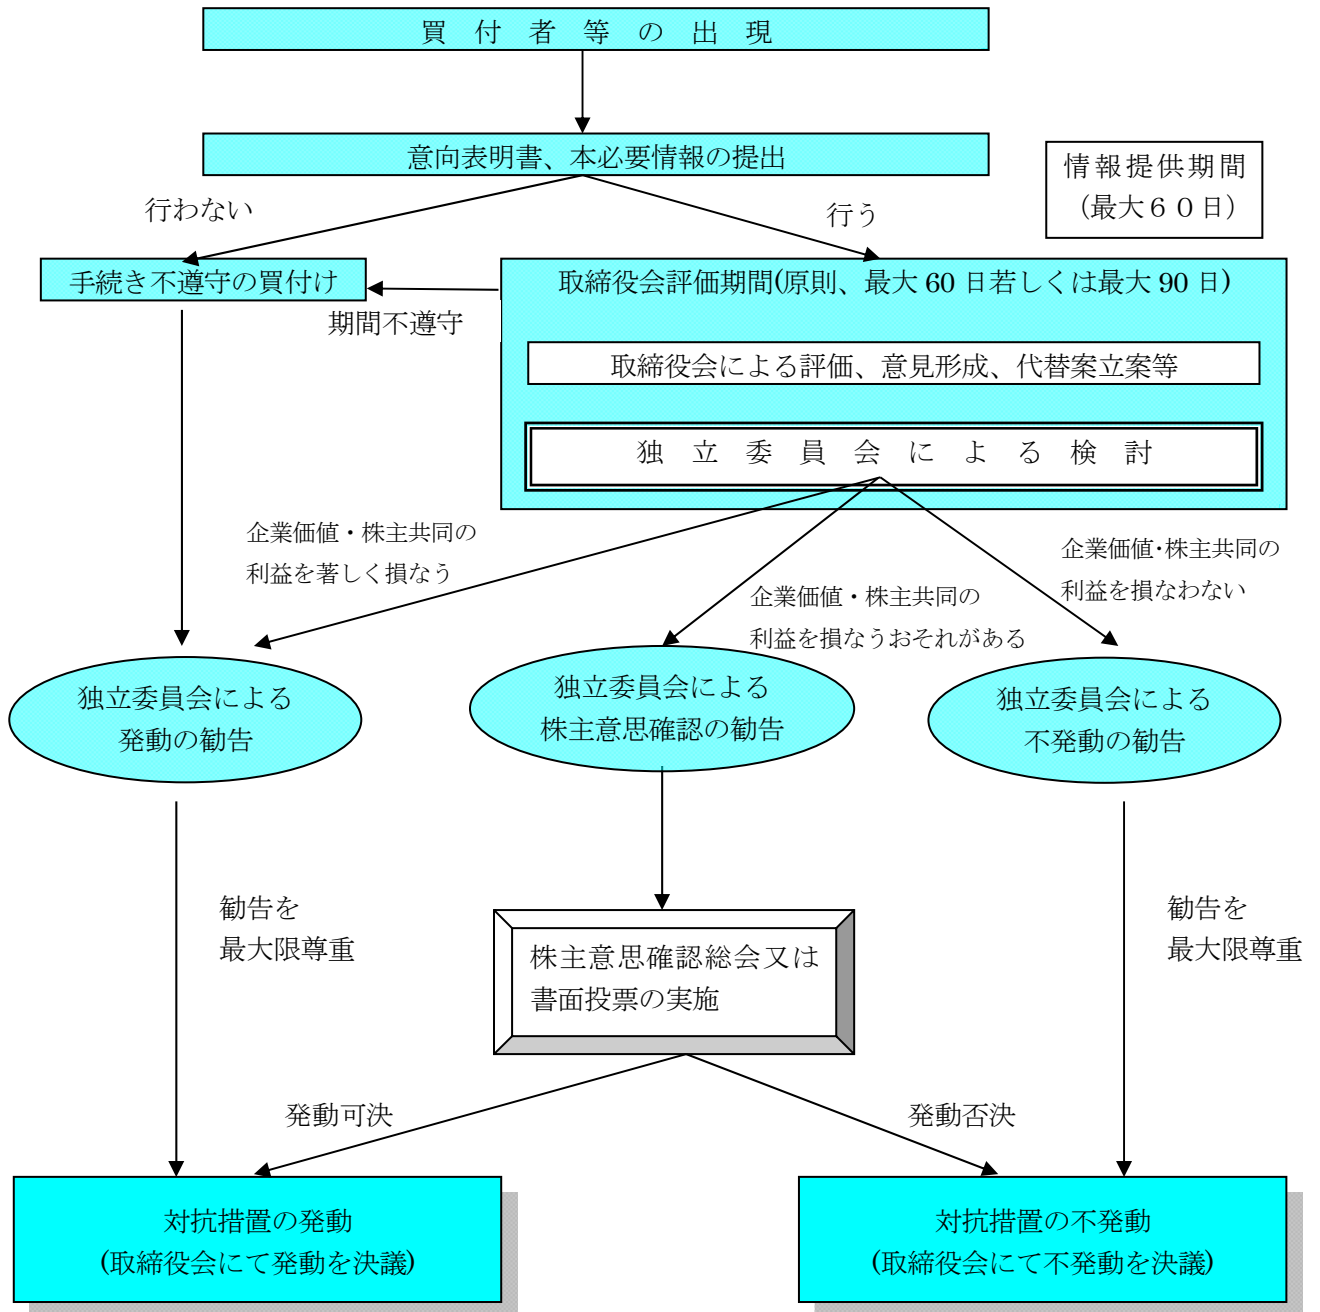 買付者等の出現
意向表明書、本必要情報の提出
情報提供期間
（最大６０日）
行わない
行う
手続き不遵守の買付け
取締役会評価期間(原則、最大 60 日若しくは最大 90 日)
期間不遵守
取締役会による評価、意見形成、代替案立案等
独立委員会による検討
企業価値・株主共同の
利益を著しく損なう
企業価値・株主共同の
利益を損なうおそれがある
企業価値・株主共同の
利益を損なわない
独立委員会による
発動の勧告
独立委員会による
株主意思確認の勧告
独立委員会による
不発動の勧告
勧告を
最大限尊重
株主意思確認総会又は
書面投票の実施
勧告を
最大限尊重
発動可決
発動否決
対抗措置の発動
(取締役会にて発動を決議)
対抗措置の不発動
(取締役会にて不発動を決議)